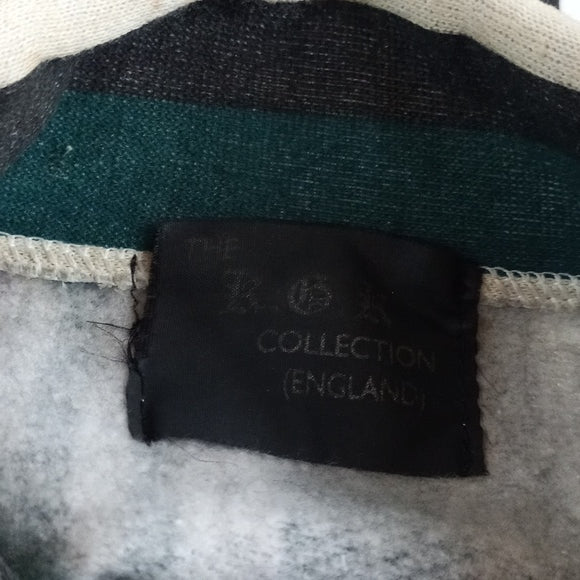 THE
R G R
COLLECTION
(ENGLAND)